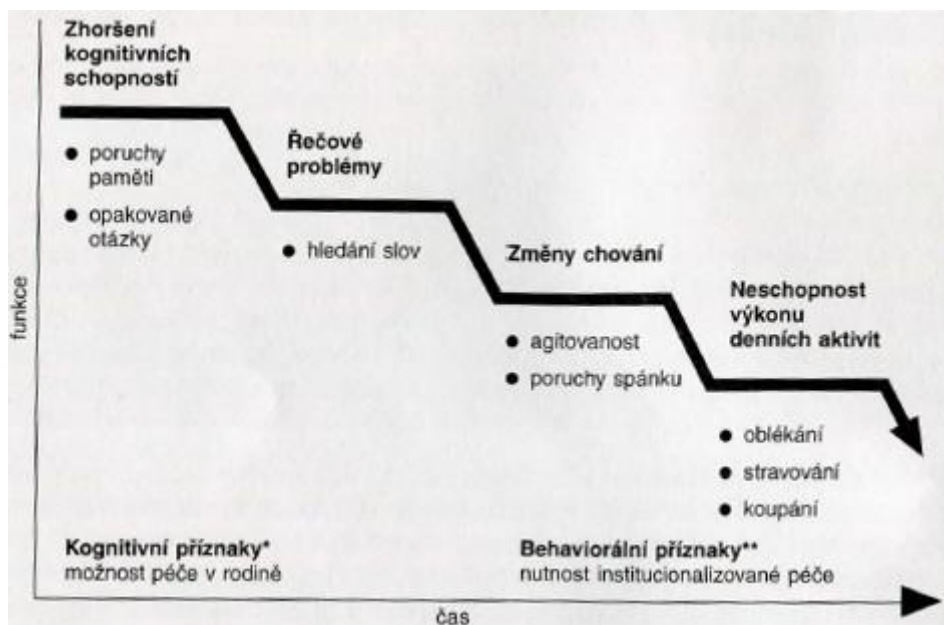 Zhoršení
kognitivních
schopností
● poruchy
paměti
● opakované
otázky
Řečové
problémy
● hledání slov
Změny chování
● agitovanost
● poruchy spánku
Neschopnost
výkonu
denních aktivit
● oblékání
● stravování
● koupání
Kognitivní příznaky*
možnost péče v rodině
Behaviorální příznaky**
nutnost institucionalizované péče
funkce
čas